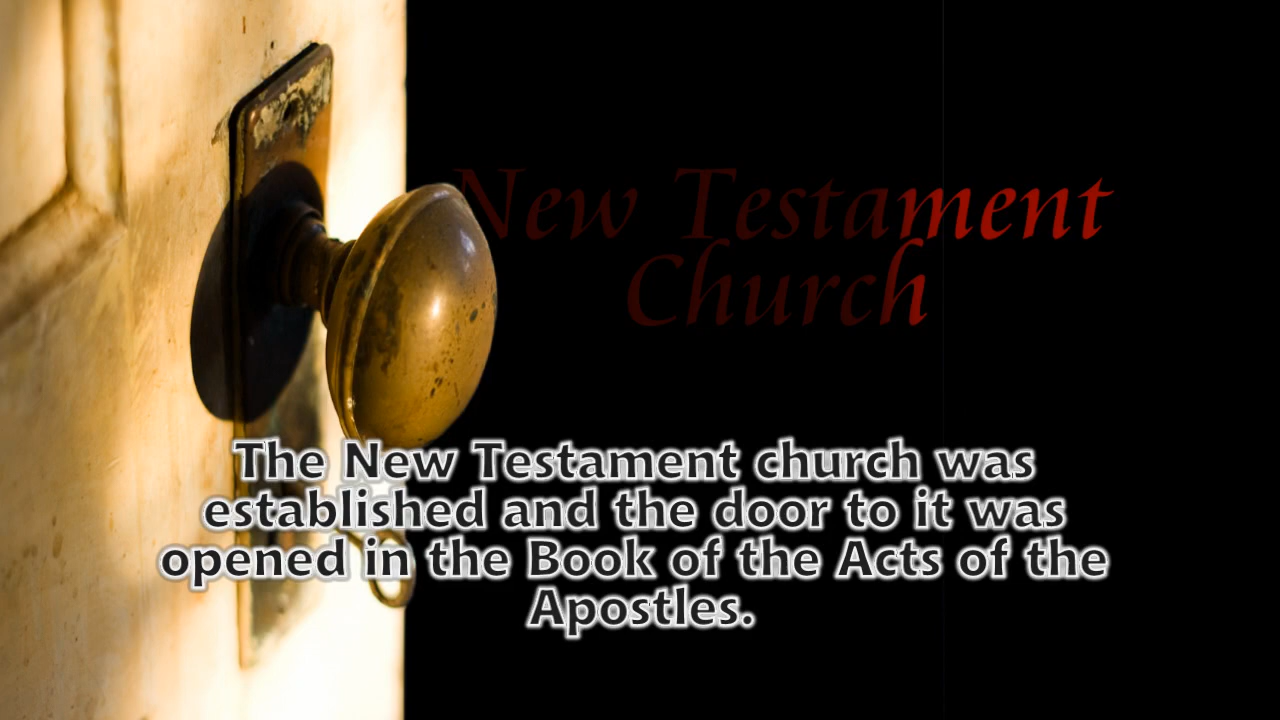 New Testament
Church
The New Testament church was
established and the door to it was
opened in the Book of the Acts of the
Apostles.